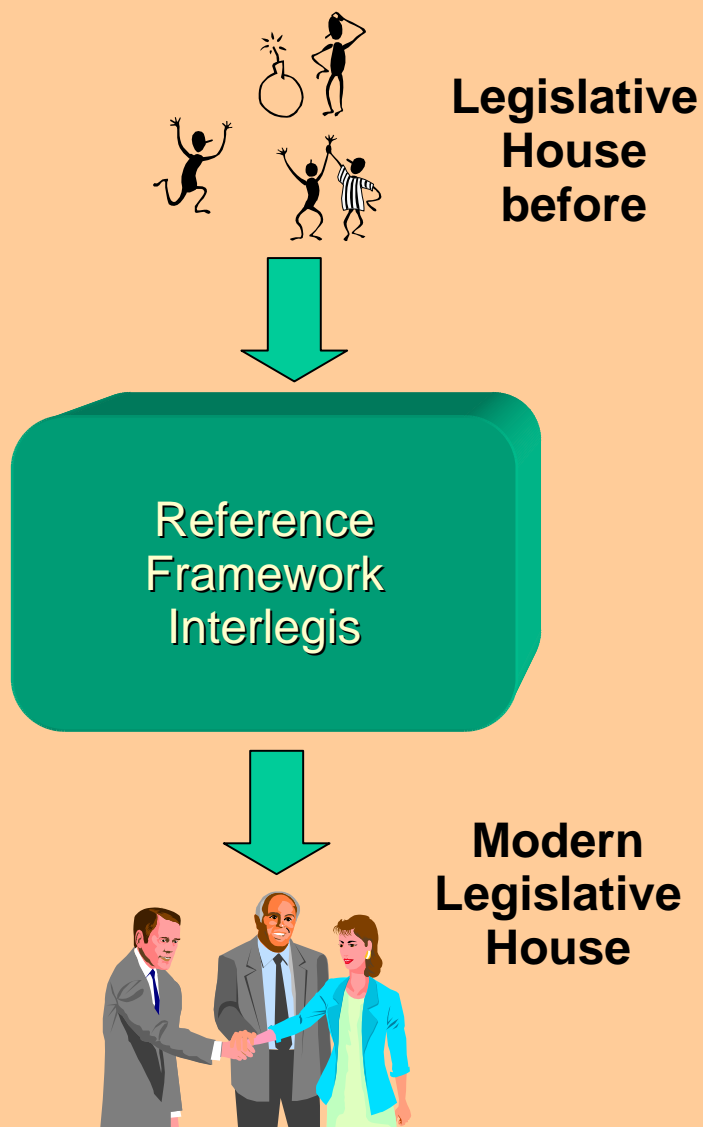 Legislative
House
before
Reference
Framework
Interlegis
Modern
Legislative
House